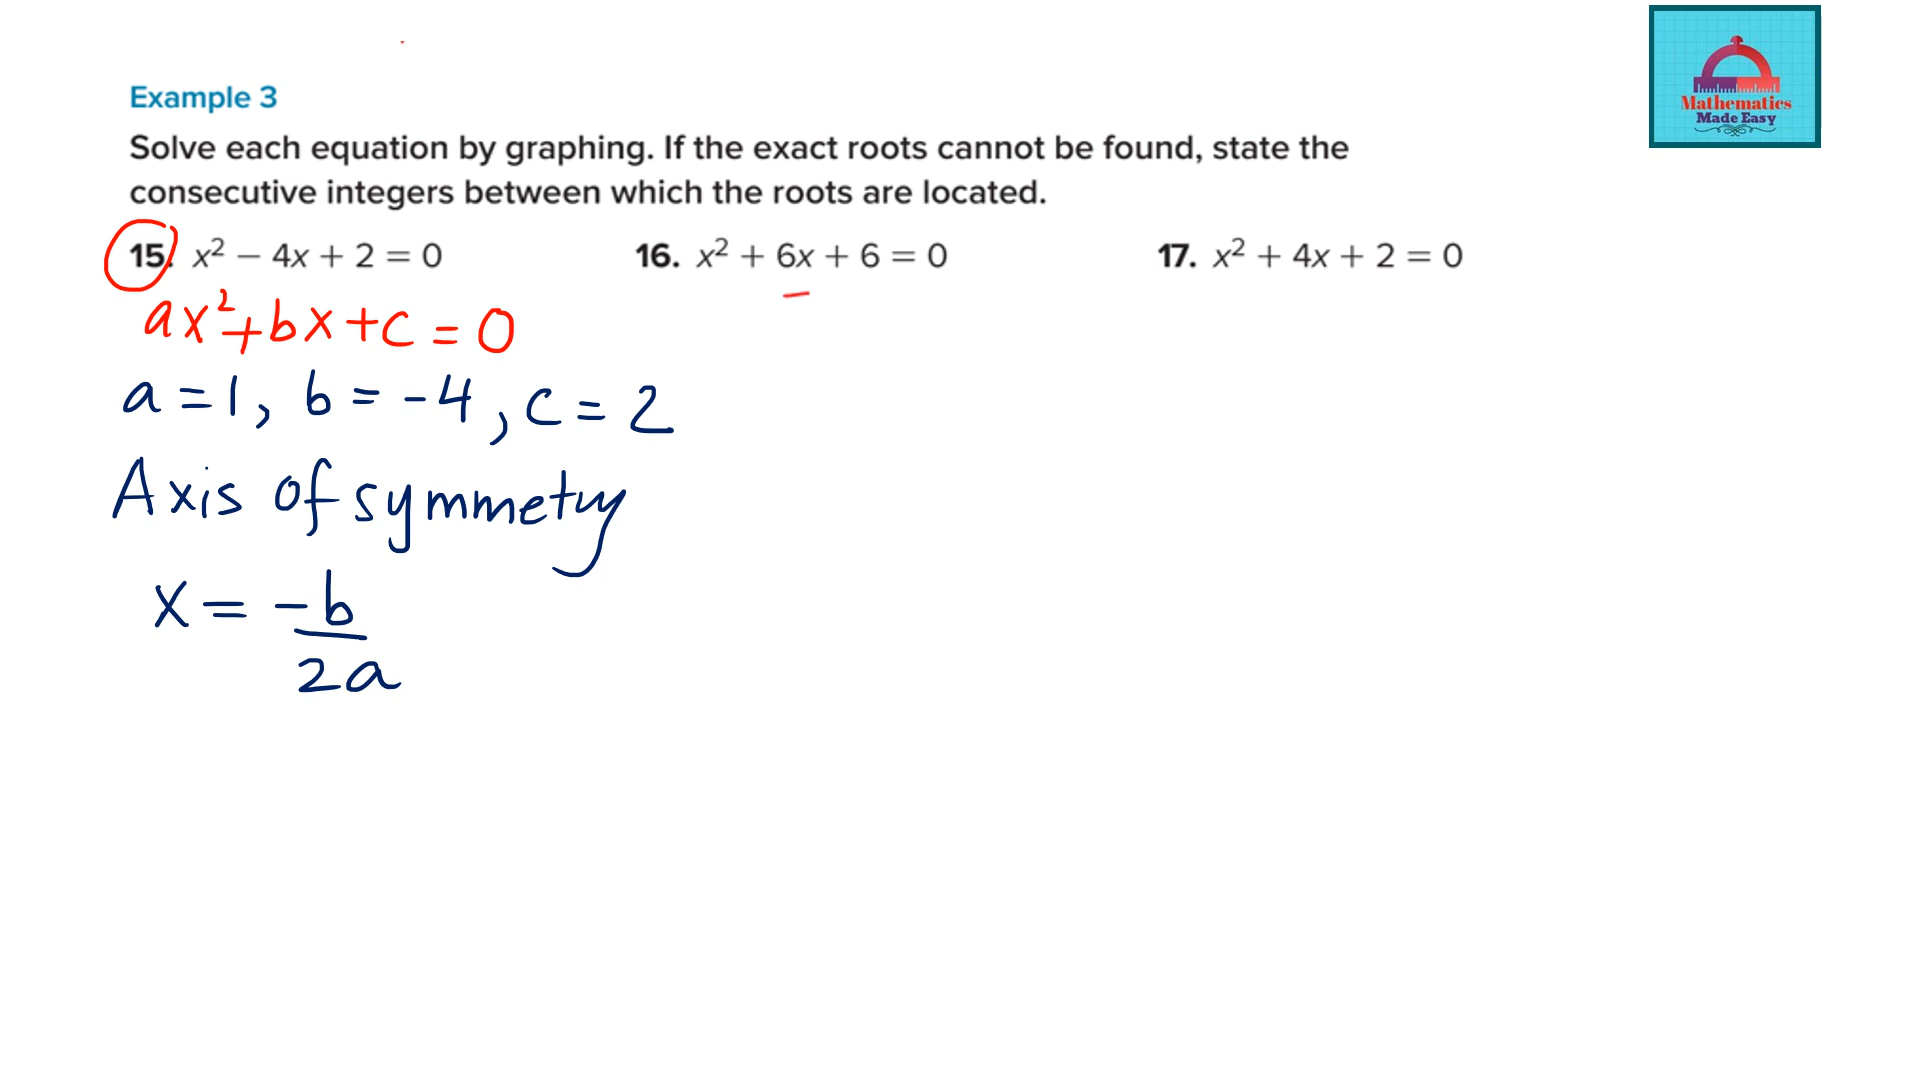 Mathematics
Made Easy
Example 3
Solve each equation by graphing. If the exact roots cannot be found, state the
consecutive integers between which the roots are located.
15. x² − 4x + 2 = 0 16. x² + 6x + 6 = 0 17. x² + 4x + 2 = 0
ax² + bx + c = 0
a = 1, b = -4, c = 2
Axis of symmetry
x = -b
2a